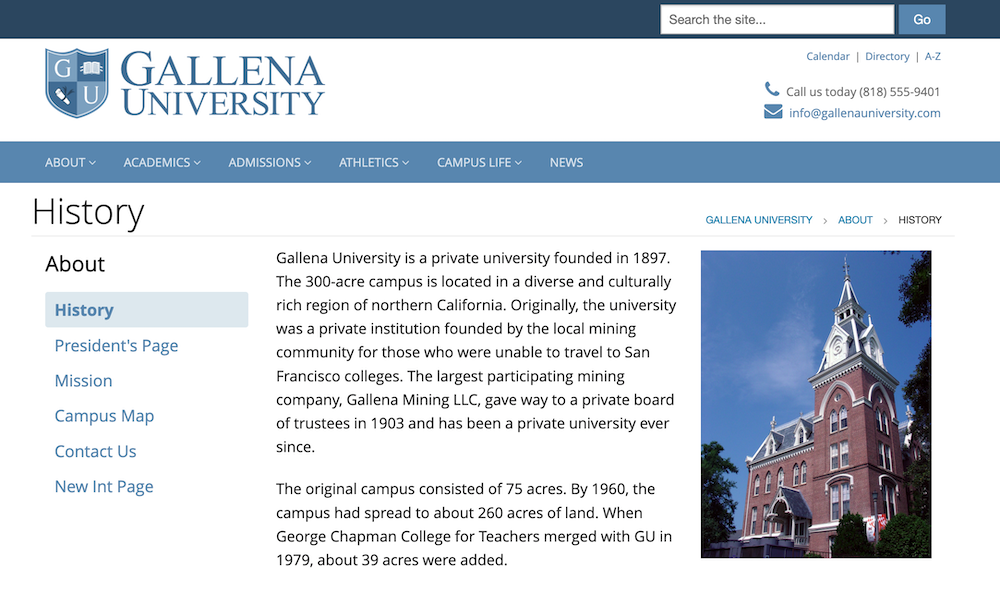 Search the site...
Go
G
U
GALLENA
UNIVERSITY
Calendar | Directory | A-Z
Call us today (818) 555-9401
info@gallenauniversity.com
ABOUT
ACADEMICS
ADMISSIONS
ATHLETICS
CAMPUS LIFE
NEWS
History
GALLENA UNIVERSITY > ABOUT > HISTORY
About
History
President's Page
Mission
Campus Map
Contact Us
New Int Page
Gallena University is a private university founded in 1897.
The 300-acre campus is located in a diverse and culturally
rich region of northern California. Originally, the university
was a private institution founded by the local mining
community for those who were unable to travel to San
Francisco colleges. The largest participating mining
company, Gallena Mining LLC, gave way to a private board
of trustees in 1903 and has been a private university ever
since.
The original campus consisted of 75 acres. By 1960, the
campus had spread to about 260 acres of land. When
George Chapman College for Teachers merged with GU in
1979, about 39 acres were added.